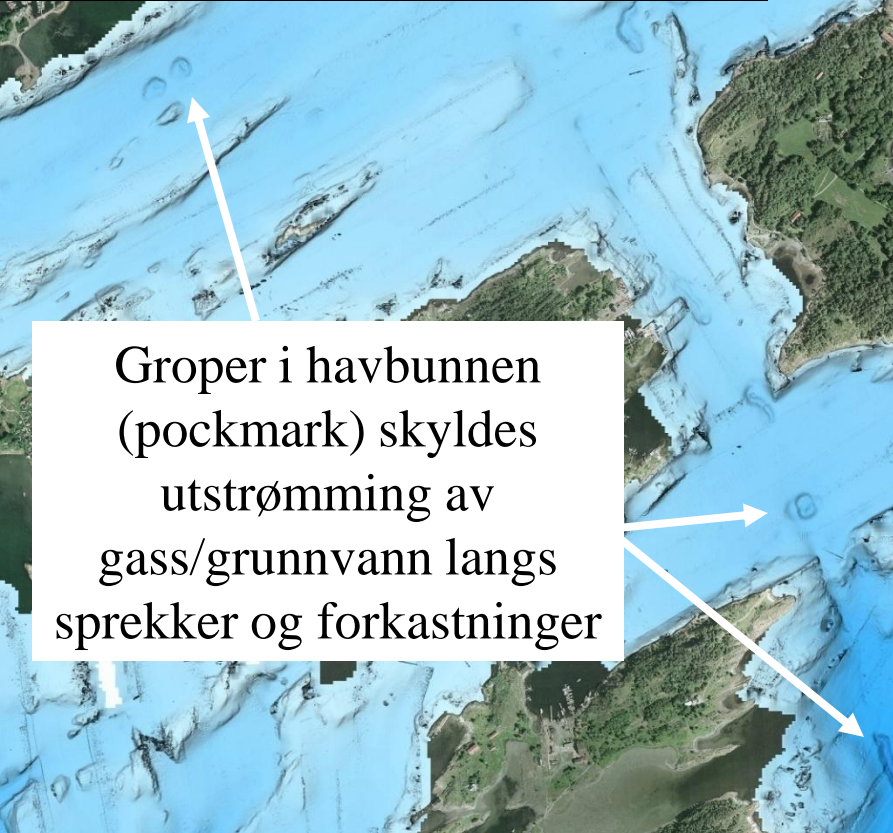 Groper i havbunnen
(pockmark) skyldes
utstrømming av
gass/grunnvann langs
sprekker og forkastninger